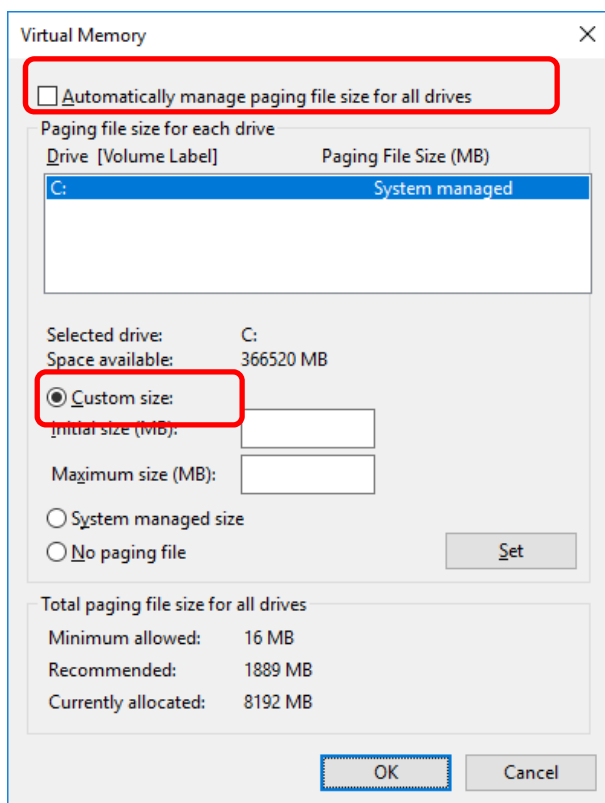 Virtual Memory
Automatically manage paging file size for all drives
Paging file size for each drive
Drive [Volume Label] Paging File Size (MB)
C: System managed
Selected drive: C:
Space available: 366520 MB
Custom size:
Initial size (MB):
Maximum size (MB):
System managed size
No paging file Set
Total paging file size for all drives
Minimum allowed: 16 MB
Recommended: 1889 MB
Currently allocated: 8192 MB
OK Cancel